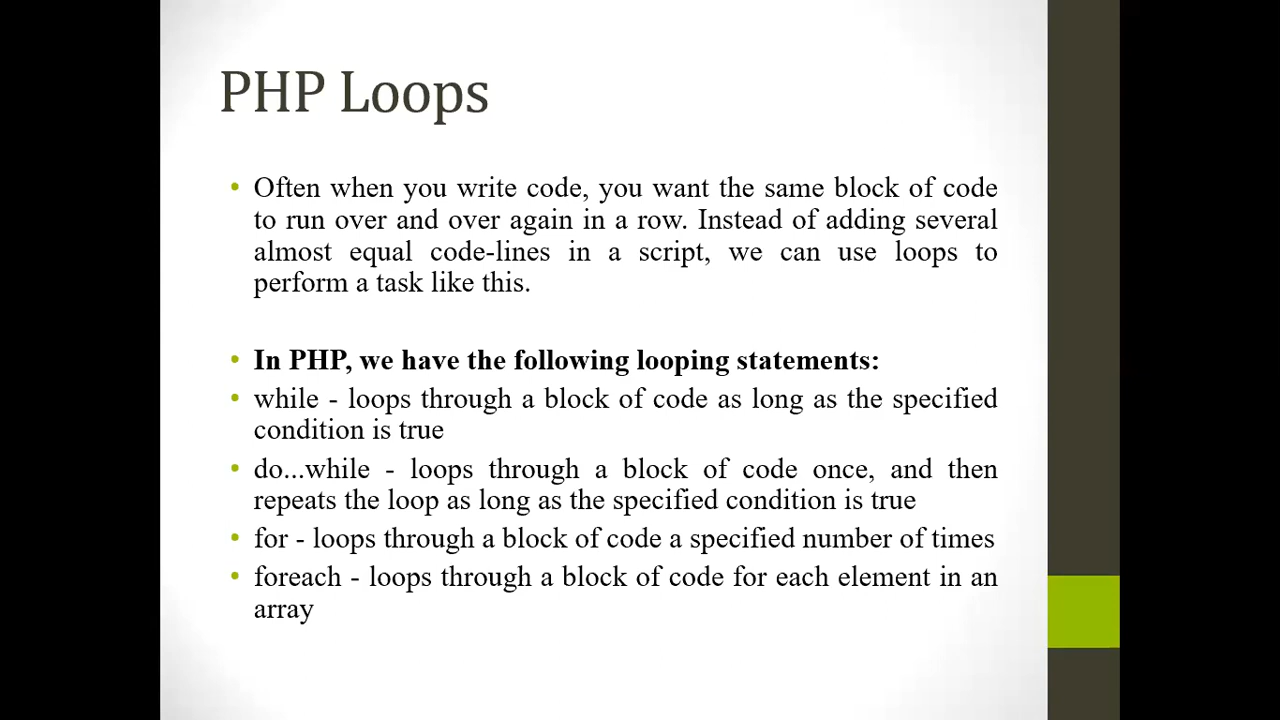 PHP Loops
• Often when you write code, you want the same block of code
to run over and over again in a row. Instead of adding several
almost equal code-lines in a script, we can use loops to
perform a task like this.
• In PHP, we have the following looping statements:
• while - loops through a block of code as long as the specified
condition is true
• do...while - loops through a block of code once, and then
repeats the loop as long as the specified condition is true
• for - loops through a block of code a specified number of times
• foreach - loops through a block of code for each element in an
array